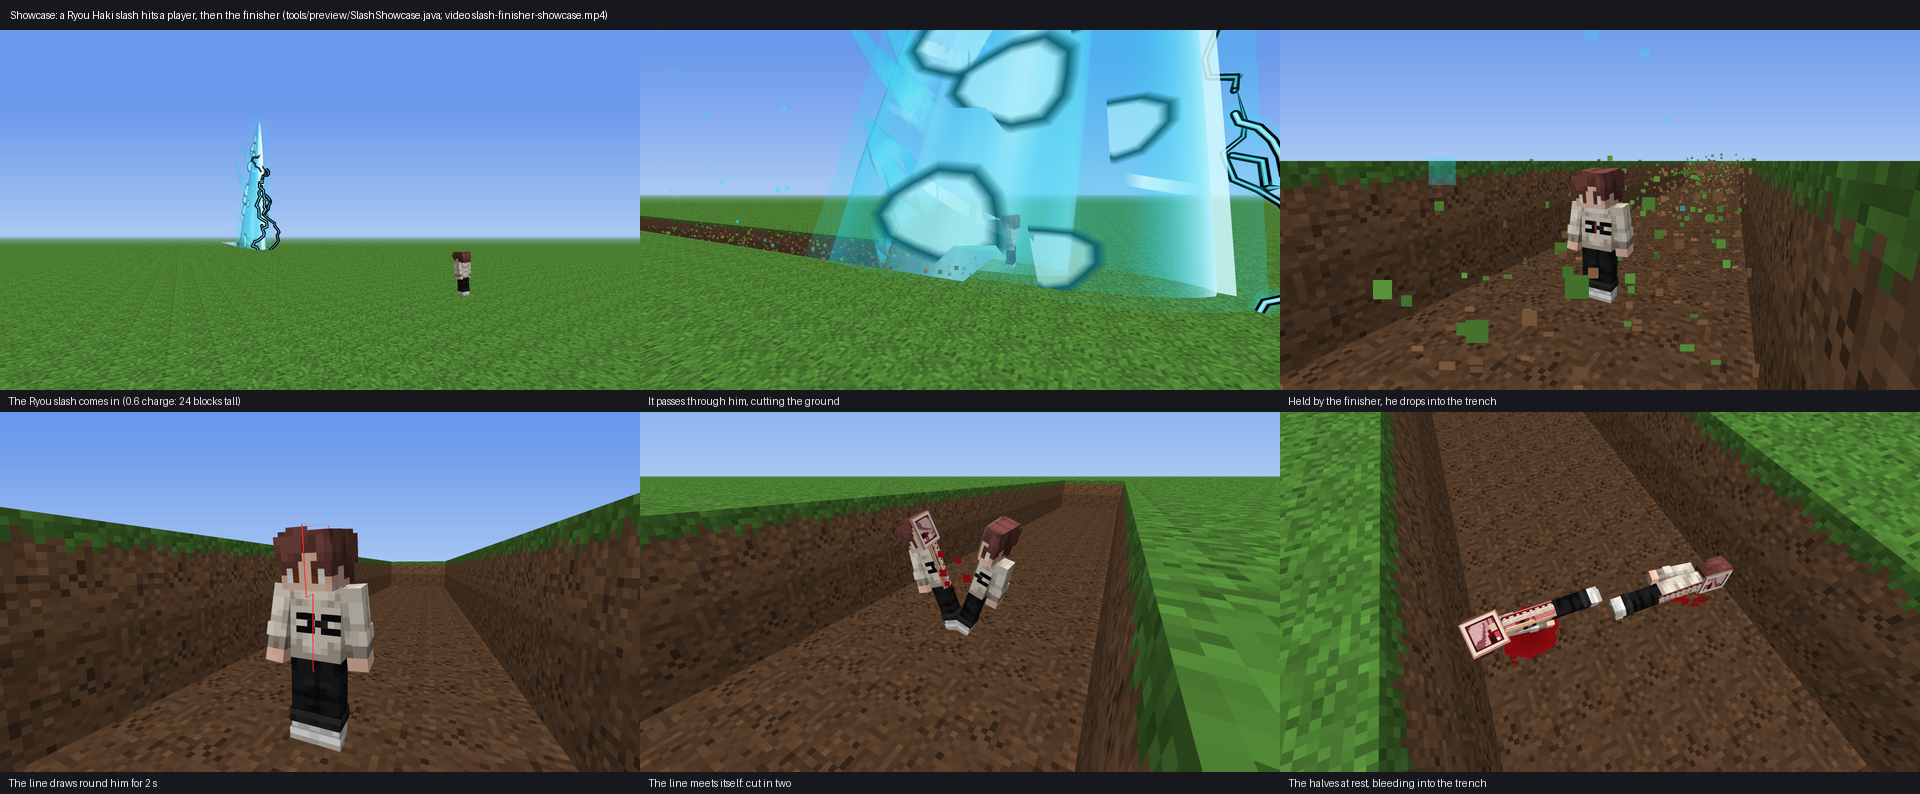 Showcase: a Ryou Haki slash hits a player, then the finisher (tools/preview/SlashShowcase.java; video slash-finisher-showcase.mp4)
The Ryou slash comes in (0.6 charge: 24 blocks tall)
It passes through him, cutting the ground
Held by the finisher, he drops into the trench
The line draws round him for 2 s
The line meets itself: cut in two
The halves at rest, bleeding into the trench